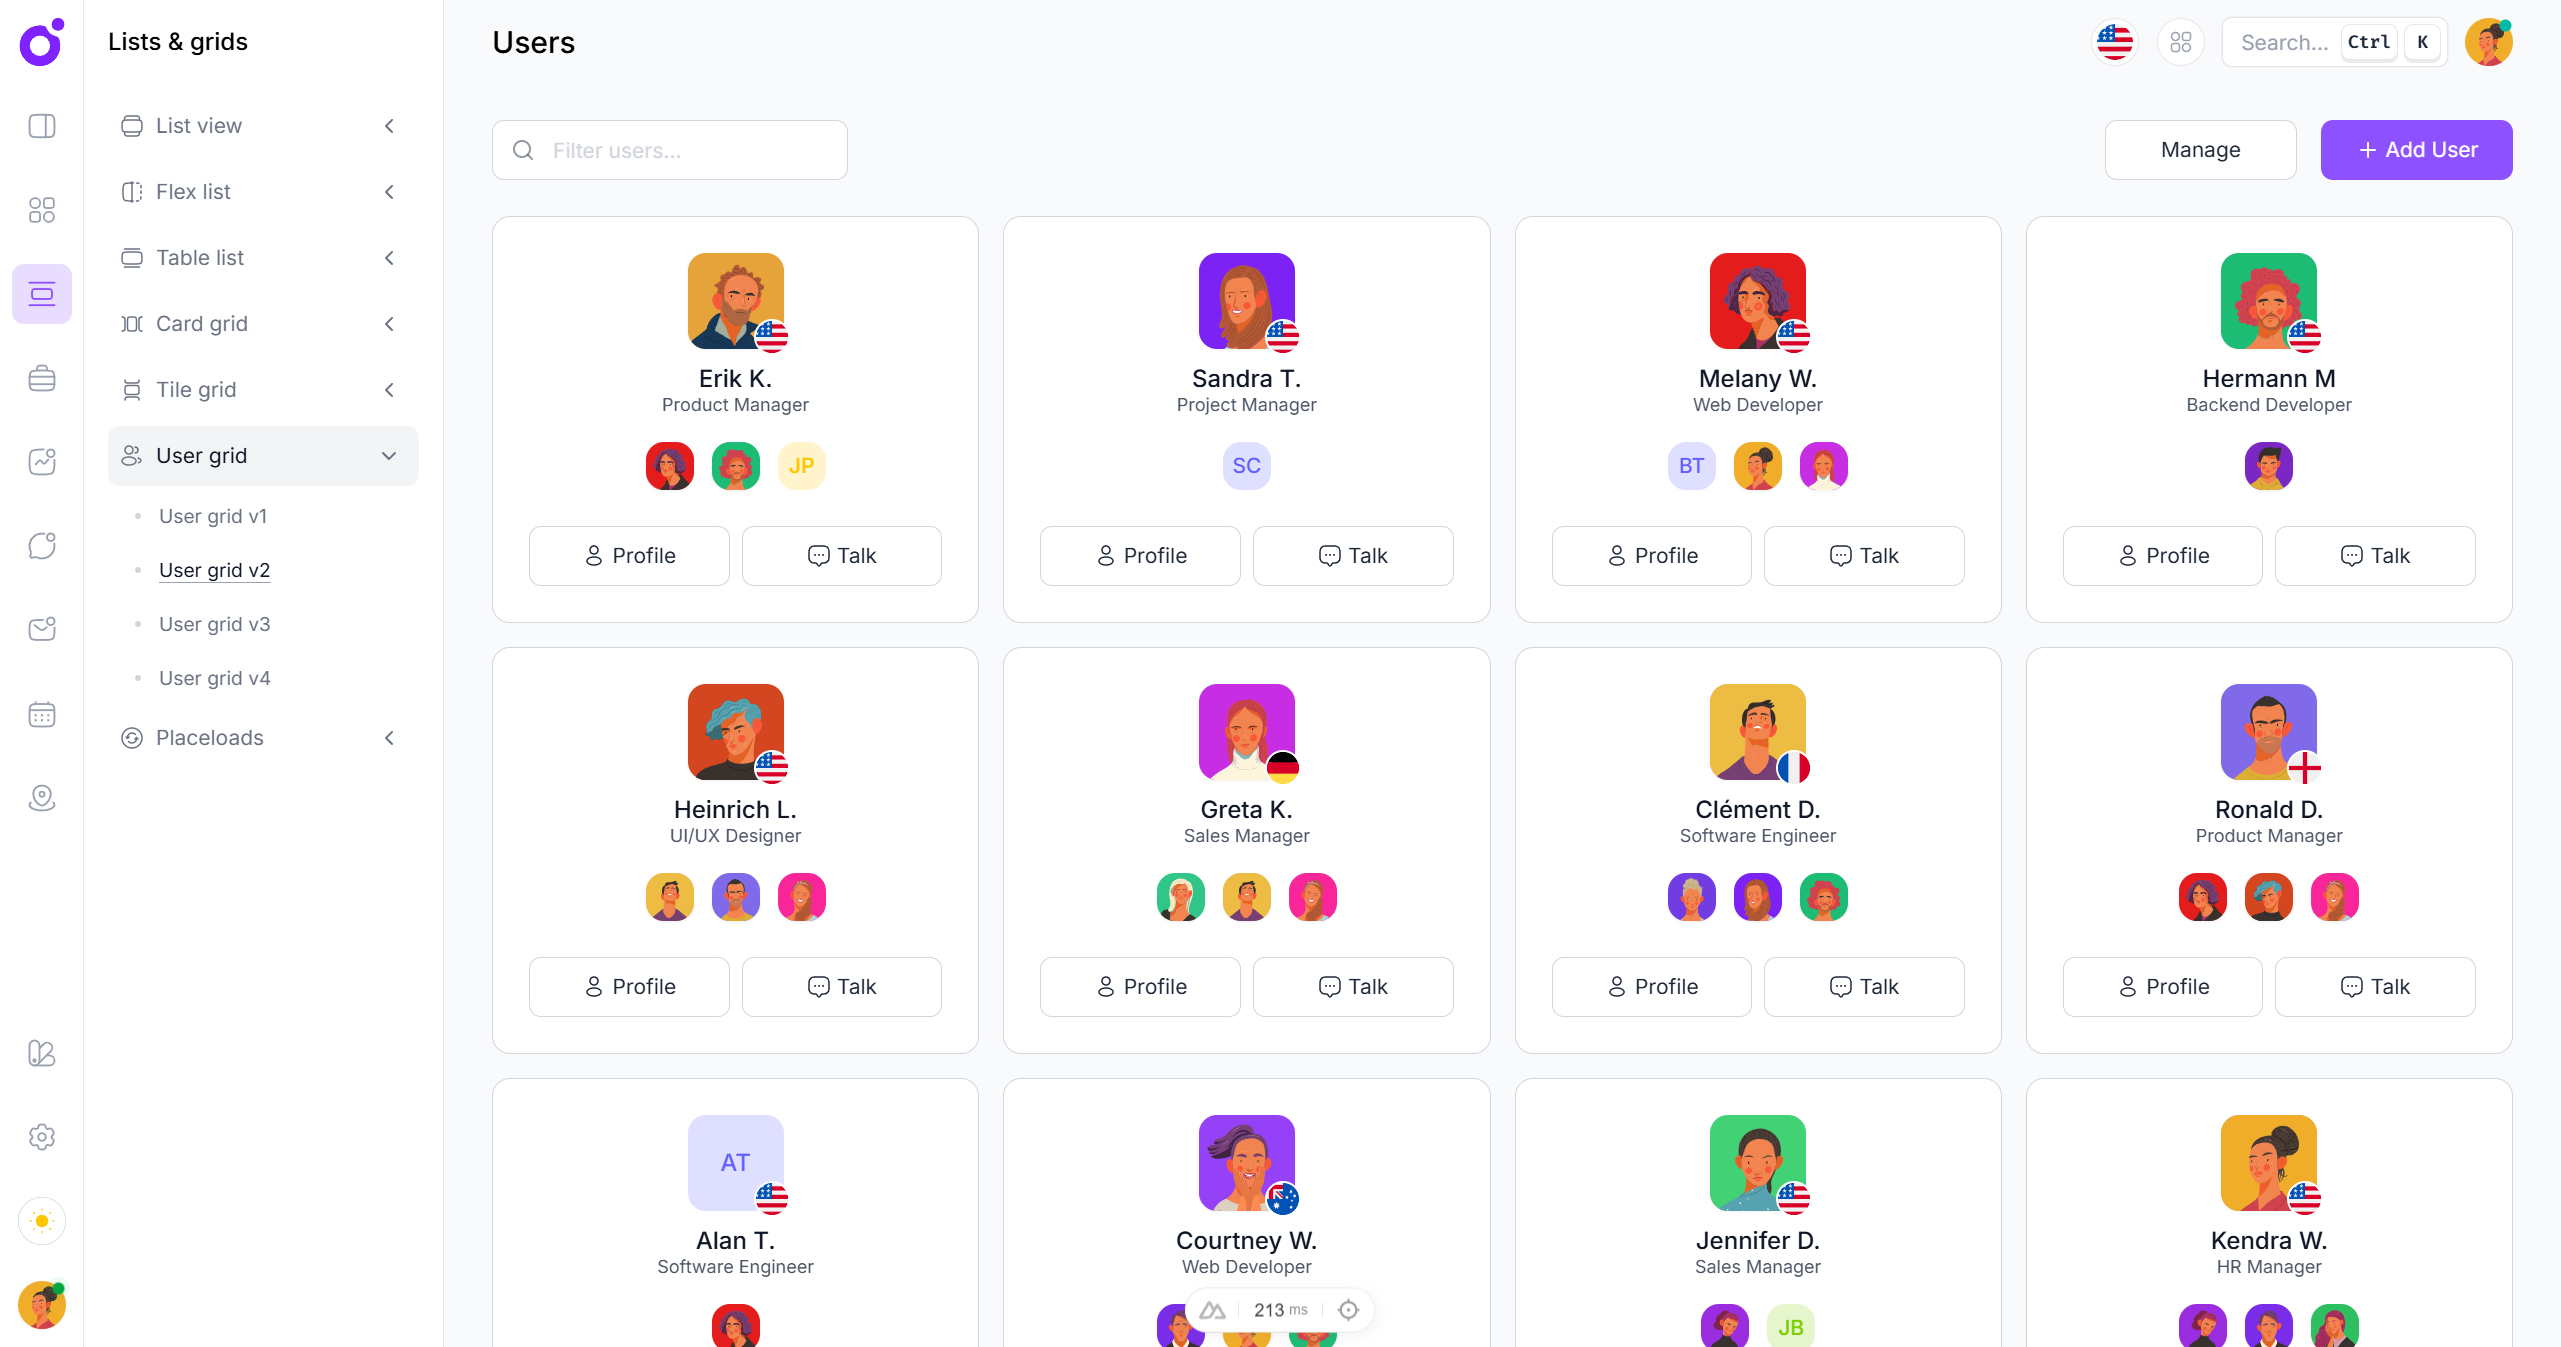 Lists & grids
List view
Flex list
Table list
Card grid
Tile grid
User grid
User grid v1
User grid v2
User grid v3
User grid v4
Placeloads
Users
Search... Ctrl K
Filter users...
Manage
+ Add User
Erik K.
Product Manager
JP
Profile Talk
Sandra T.
Project Manager
SC
Profile Talk
Melany W.
Web Developer
BT
Profile Talk
Hermann M
Backend Developer
Profile Talk
Heinrich L.
UI/UX Designer
Profile Talk
Greta K.
Sales Manager
Profile Talk
Clément D.
Software Engineer
Profile Talk
Ronald D.
Product Manager
Profile Talk
AT
Alan T.
Software Engineer
Courtney W.
Web Developer
213 ms
Jennifer D.
Sales Manager
JB
Kendra W.
HR Manager